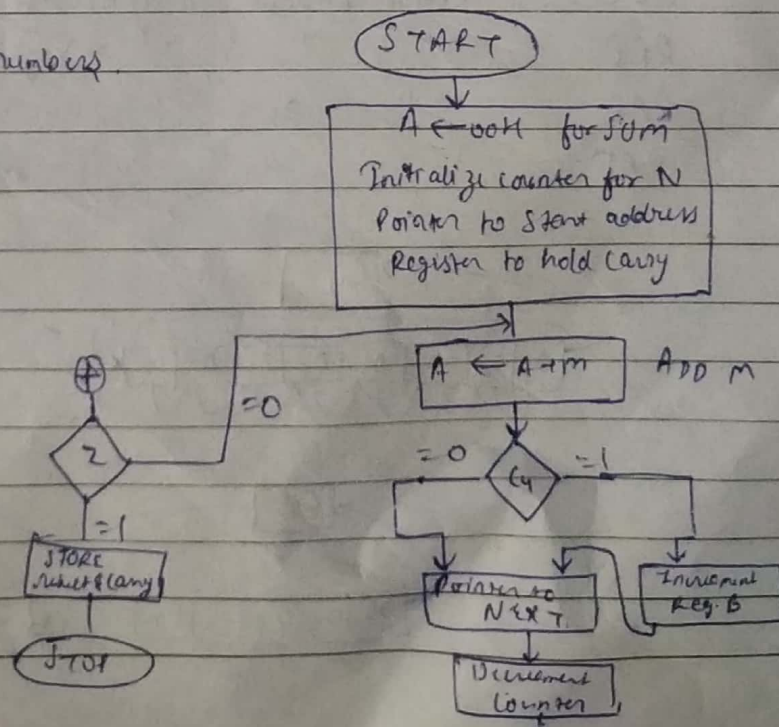 numbers.
START
A ← 00H for SUM
Initialize counter for N
Pointer to Start address
Register to hold Carry
A ← A+M
ADD M
=0
=0
Cy
=1
Z
=1
STORE
result & Carry
STOP
Pointer to
NEXT
Increment
Reg. B
Decrement
Counter